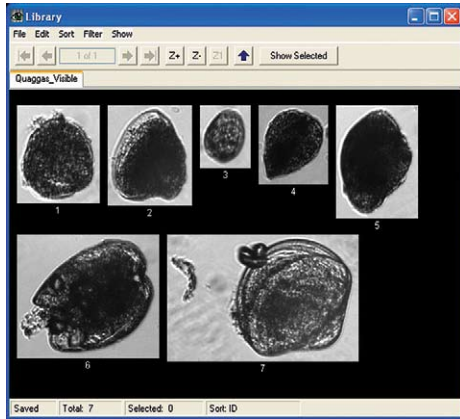 Library
File Edit Sort Filter Show
1 of 1 Z+ Z- Z1 Show Selected
Quaggas_Visible
1 2 3 4 5
6 7
Saved Total: 7 Selected: 0 Sort: ID